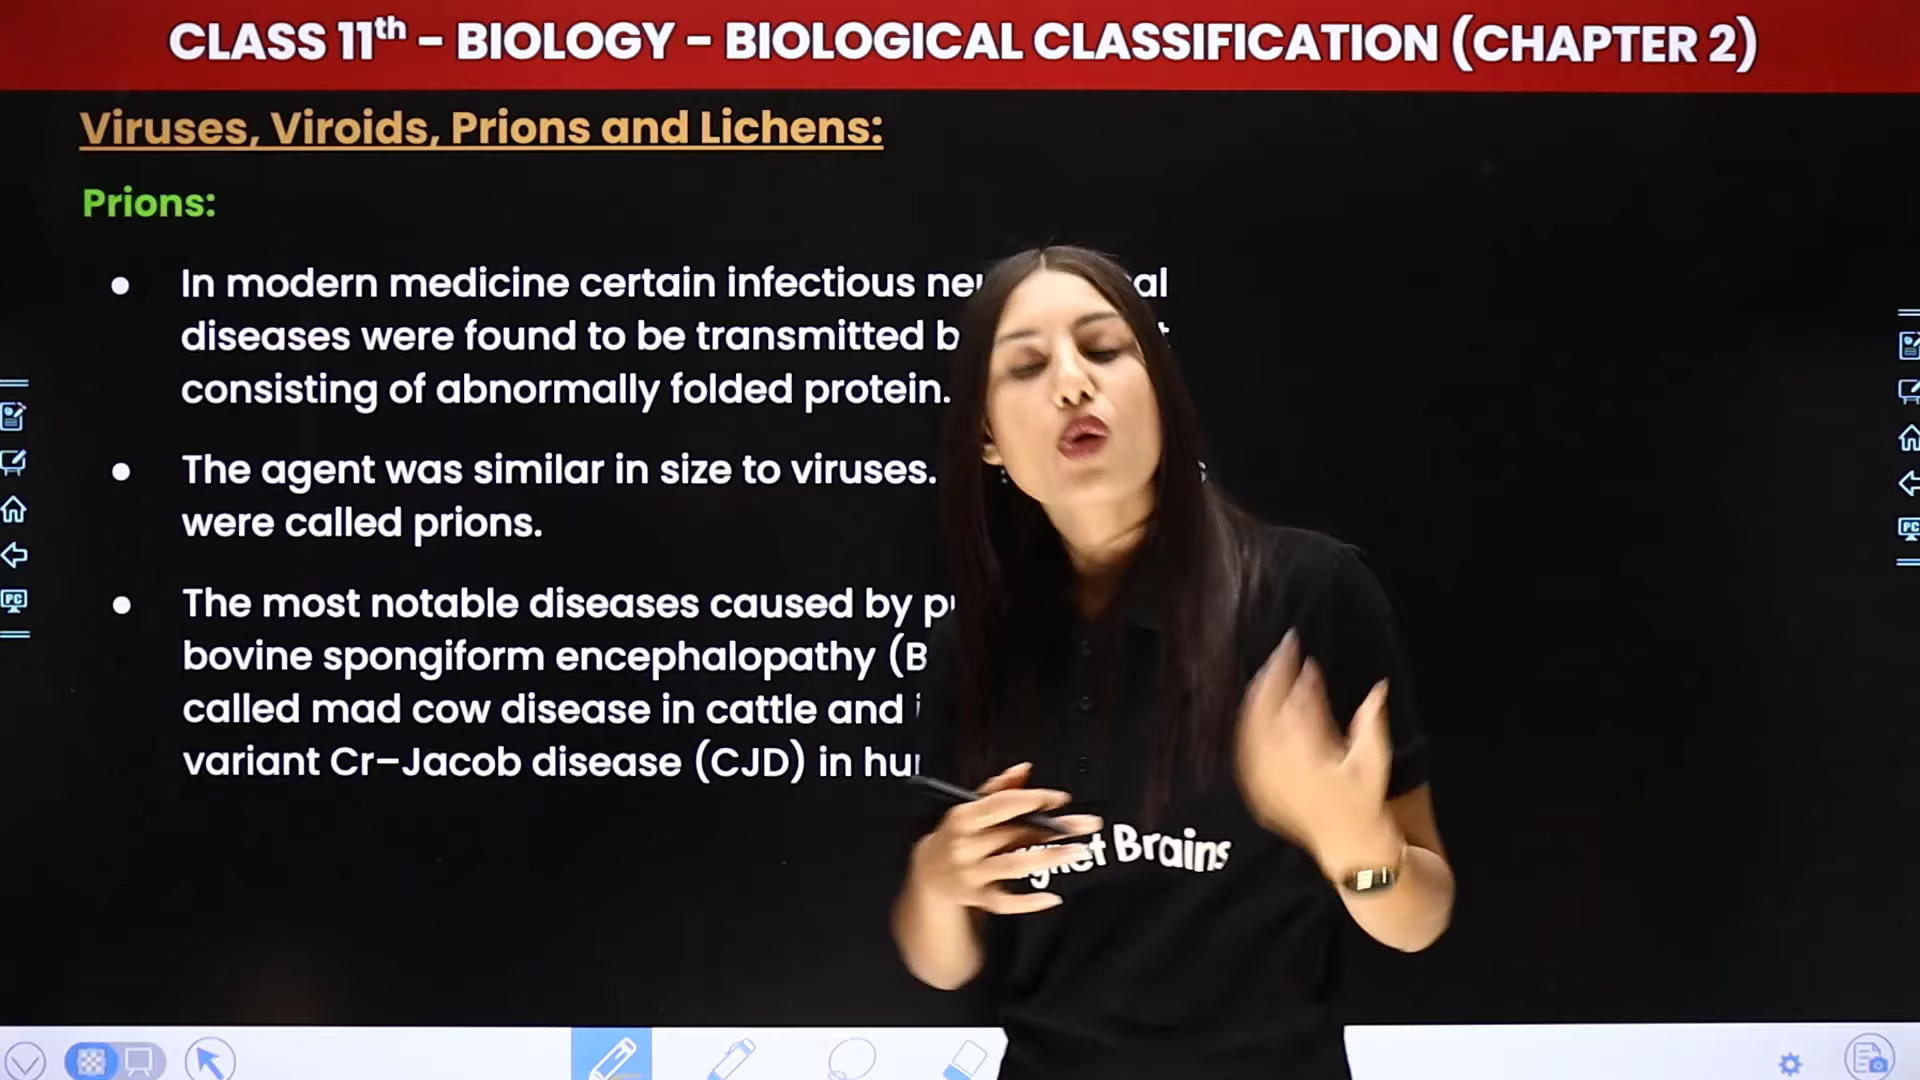 CLASS 11th – BIOLOGY – BIOLOGICAL CLASSIFICATION (CHAPTER 2)
Viruses, Viroids, Prions and Lichens:
Prions:
● In modern medicine certain infectious
diseases were found to be transmitted
consisting of abnormally folded protein.
● The agent was similar in size to viruses.
were called prions.
● The most notable diseases caused by
bovine spongiform encephalopathy
called mad cow disease in cattle and
variant Cr–Jacob disease (CJD) in
Brains
PC
PC